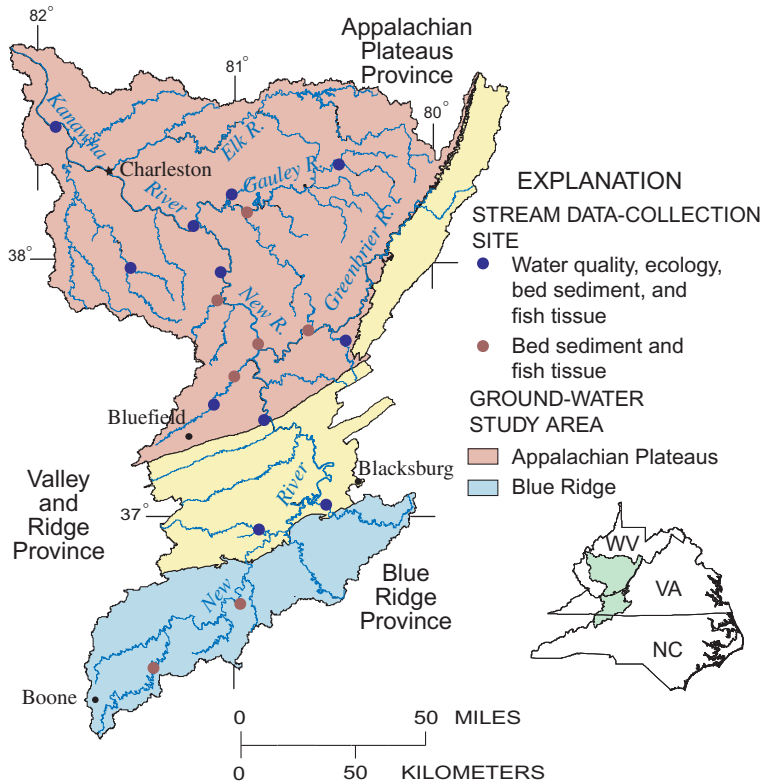 82°
81°
80°
Appalachian
Plateaus
Province
Kanawha
River
Elk R.
Gauley R.
Charleston
Greenbrier R.
38°
New R.
Bluefield
Blacksburg
River
Valley
and
Ridge
Province
37°
New
Blue
Ridge
Province
Boone
EXPLANATION
STREAM DATA-COLLECTION
SITE
Water quality, ecology,
bed sediment, and
fish tissue
Bed sediment and
fish tissue
GROUND-WATER
STUDY AREA
Appalachian Plateaus
Blue Ridge
WV
VA
NC
0 50 MILES
0 50 KILOMETERS